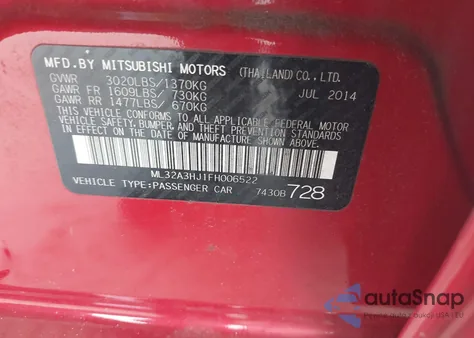 MFD.BY MITSUBISHI MOTORS (THAILAND) CO., LTD.
GVWR 3020LBS/1370KG JUL 2014
GAWR FR 1609LBS/ 730KG
GAWR RR 1477LBS/ 670KG
THIS VEHICLE CONFORMS TO ALL APPLICABLE FEDERAL MOTOR
VEHICLE SAFETY, BUMPER, AND THEFT PREVENTION STANDARDS
IN EFFECT ON THE DATE OF MANUFACTURE SHOWN ABOVE.
ML32A3HJ1FH006522
VEHICLE TYPE:PASSENGER CAR 7430B 728
autoSnap